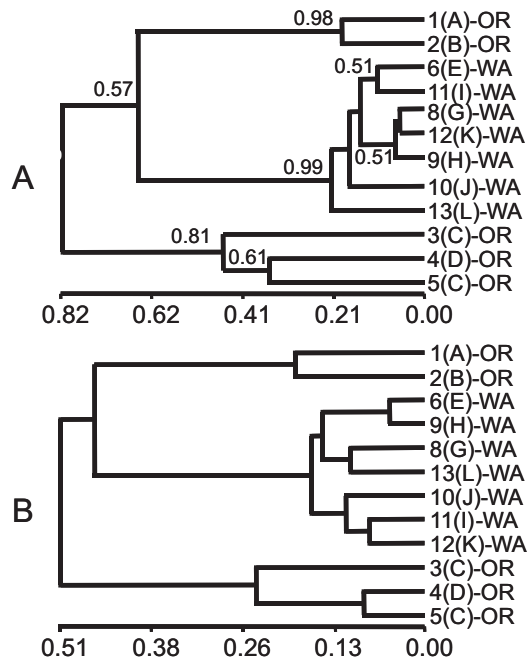 0.98
1(A)-OR
2(B)-OR
0.51
6(E)-WA
0.57
11(I)-WA
8(G)-WA
12(K)-WA
0.51
9(H)-WA
A
0.99
10(J)-WA
13(L)-WA
0.81
3(C)-OR
0.61
4(D)-OR
5(C)-OR
0.82 0.62 0.41 0.21 0.00
1(A)-OR
2(B)-OR
6(E)-WA
9(H)-WA
8(G)-WA
13(L)-WA
B
10(J)-WA
11(I)-WA
12(K)-WA
3(C)-OR
4(D)-OR
5(C)-OR
0.51 0.38 0.26 0.13 0.00